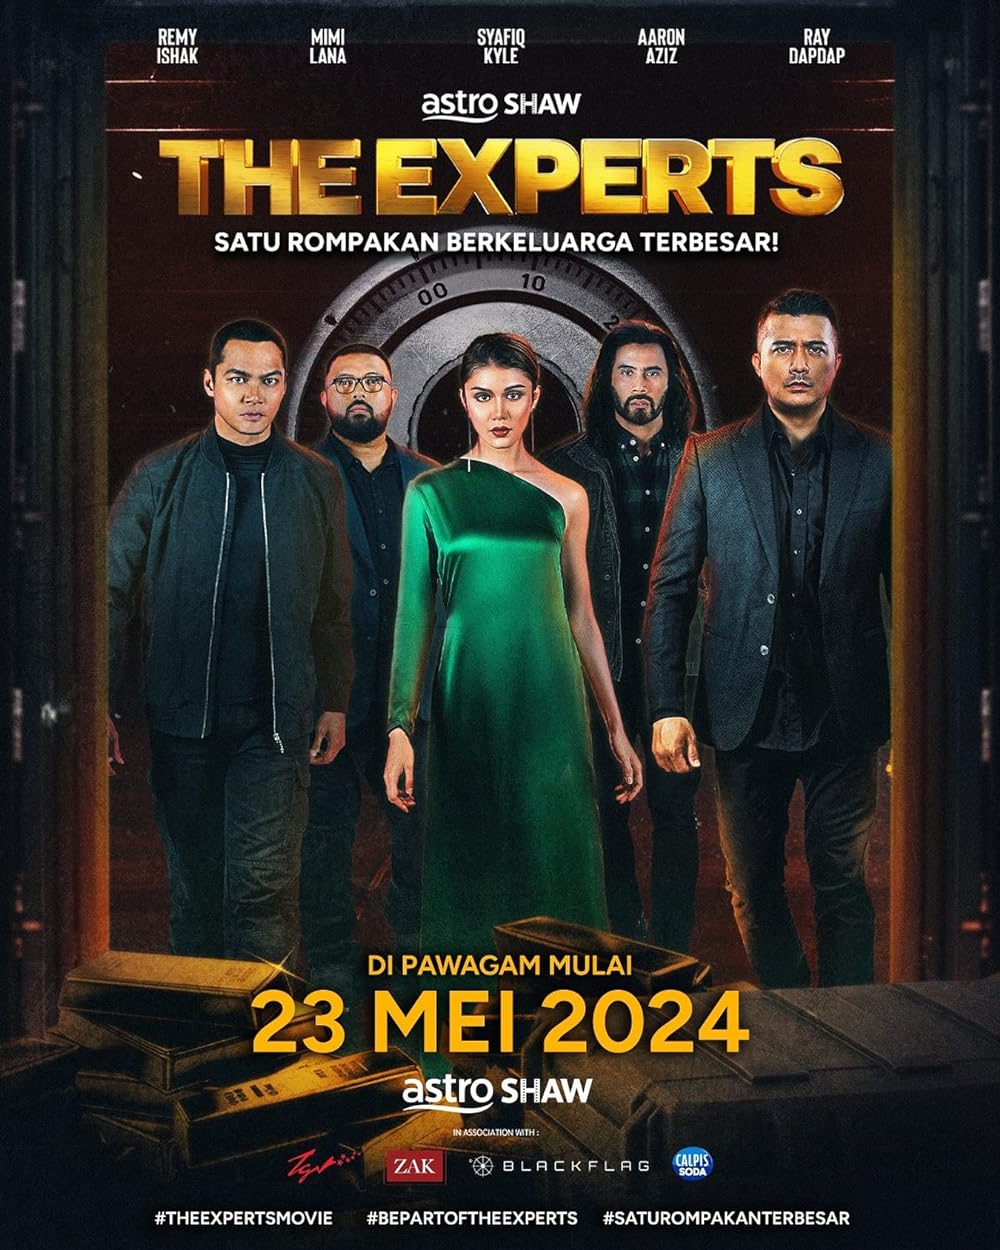 REMY ISHAK
MIMI LANA
SYAFIQ KYLE
AARON AZIZ
RAY DAPDAP
astro SHAW
THE EXPERTS
SATU ROMPAKAN BERKELUARGA TERBESAR!
00 10 2
DI PAWAGAM MULAI
23 MEI 2024
astro SHAW
IN ASSOCIATION WITH :
ZAK BLACKFLAG CALPIS SODA
#THEEXPERTSMOVIE #BEPARTOFTHEEXPERTS #SATUROMPAKANTERBESAR